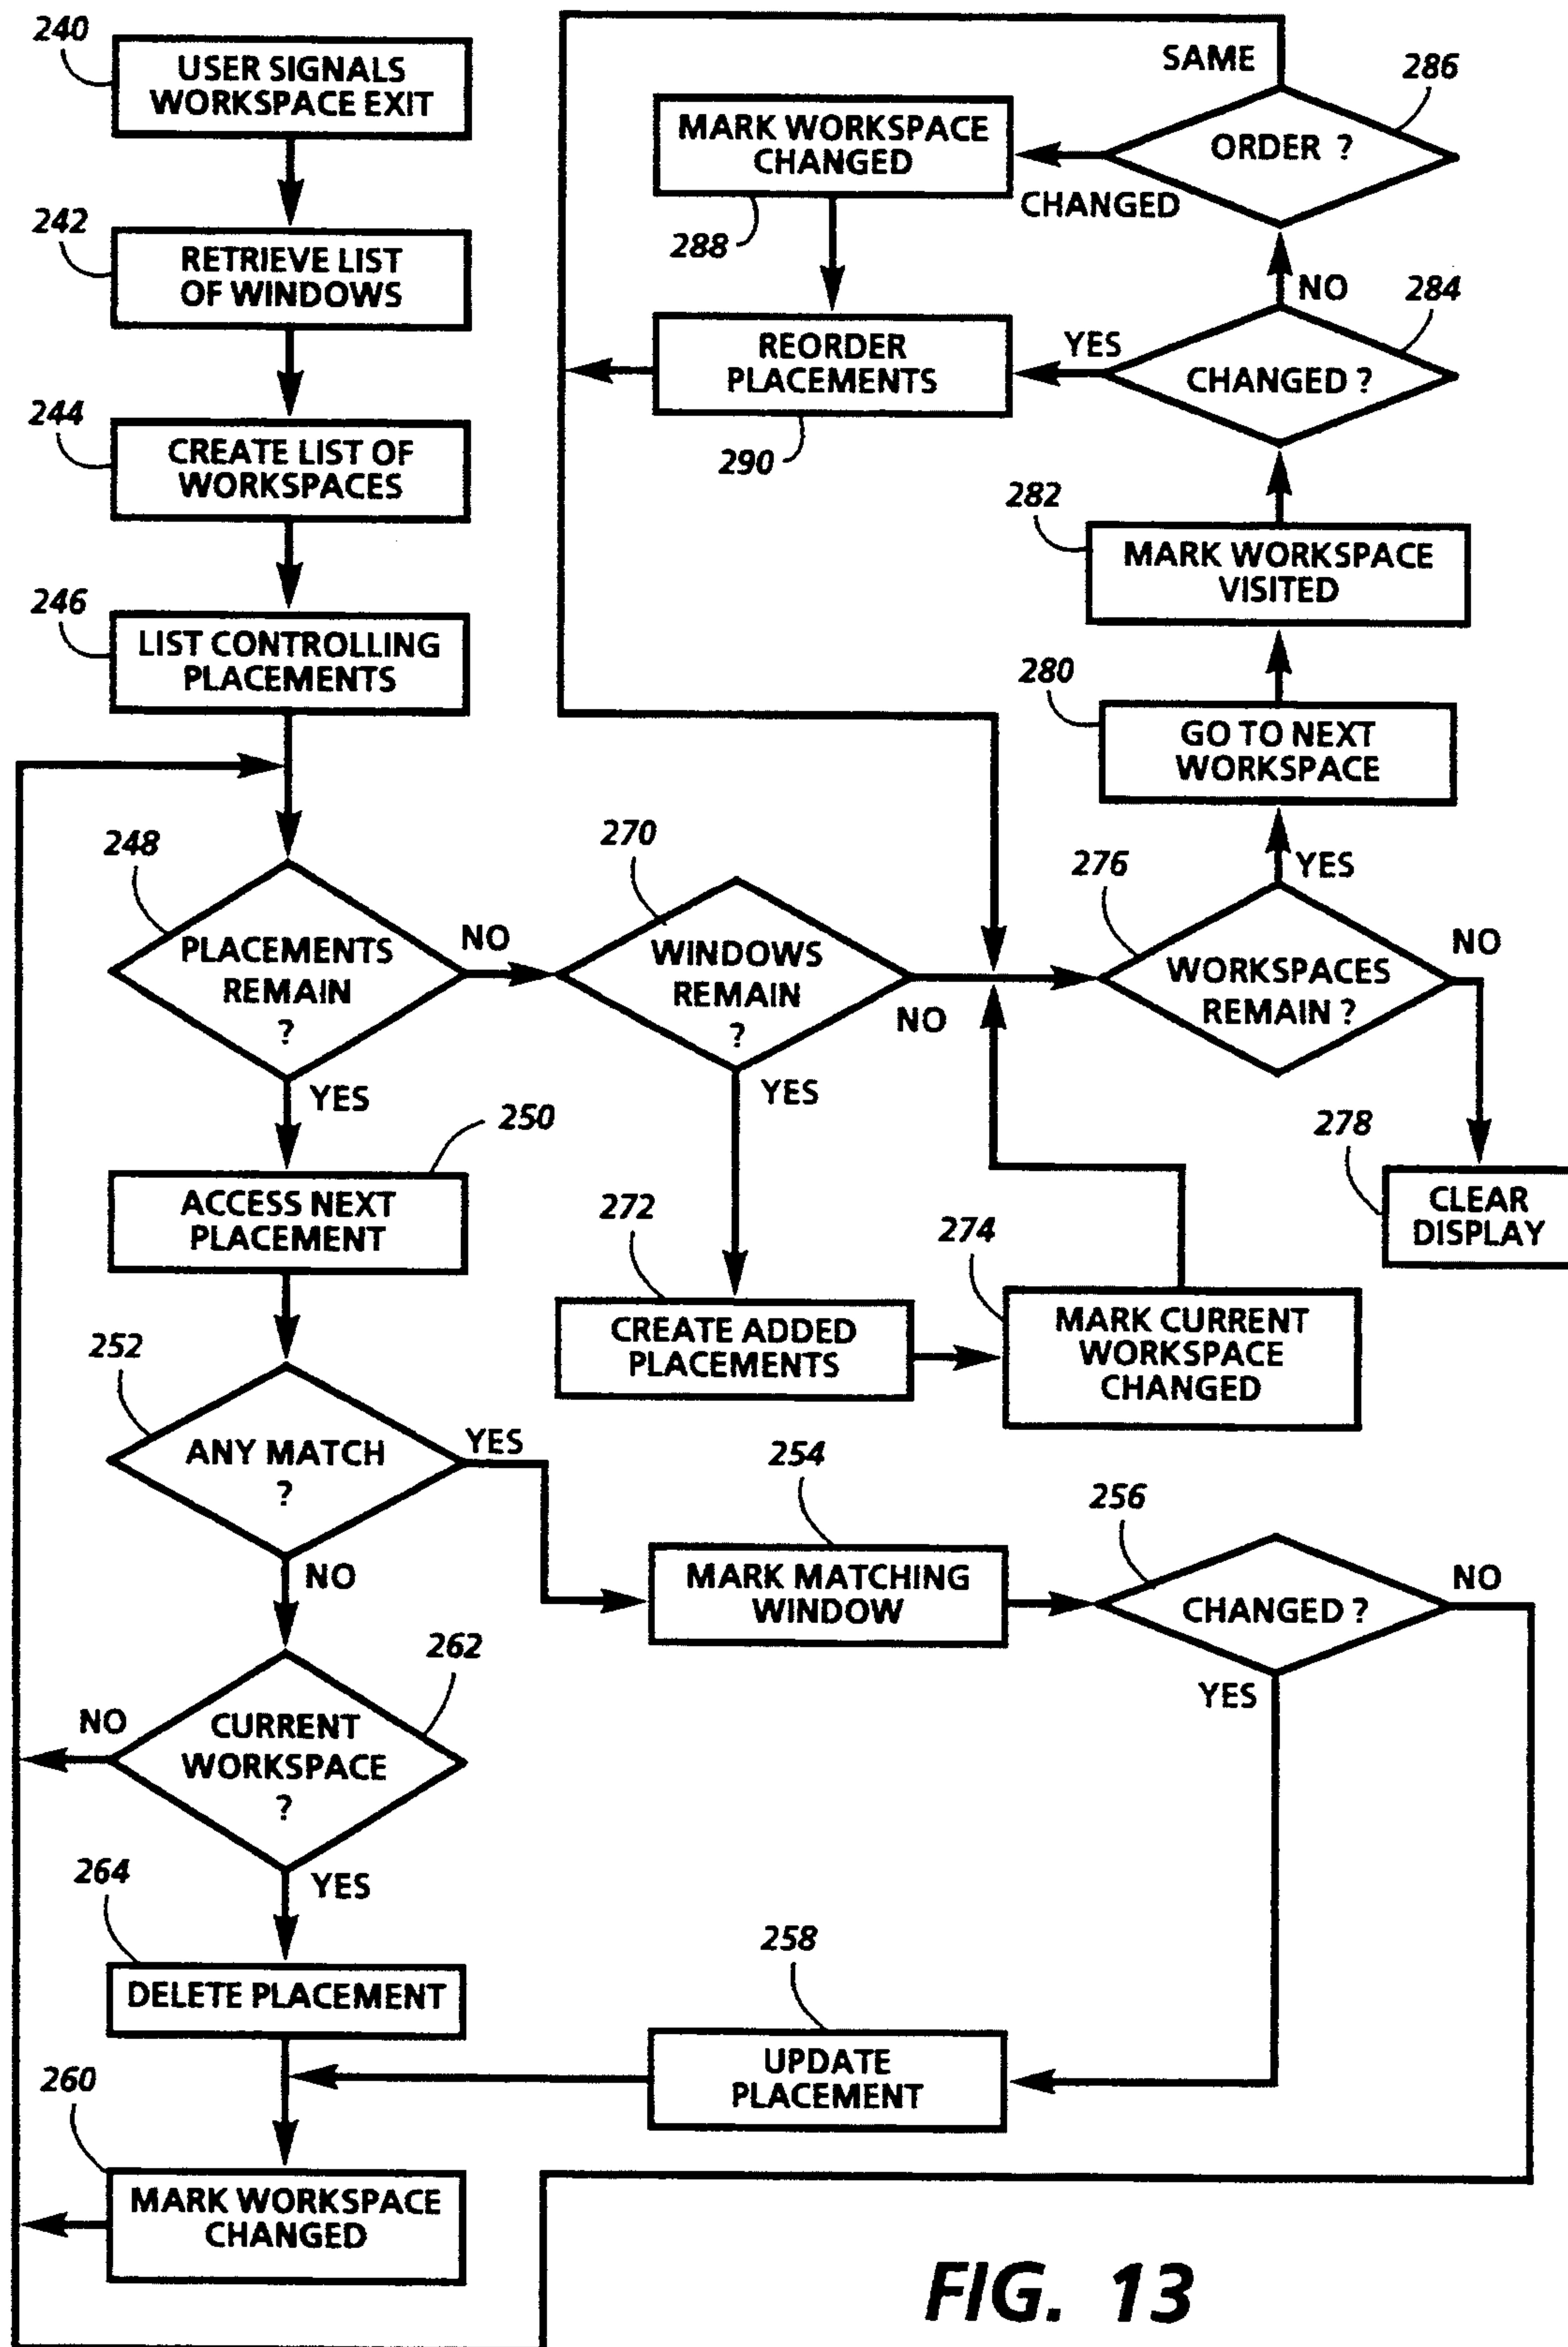 240
USER SIGNALS
WORKSPACE EXIT
242
RETRIEVE LIST
OF WINDOWS
244
CREATE LIST OF
WORKSPACES
246
LIST CONTROLLING
PLACEMENTS
248
PLACEMENTS
REMAIN
?
NO
YES
250
ACCESS NEXT
PLACEMENT
252
ANY MATCH
?
YES
NO
262
CURRENT
WORKSPACE
?
NO
YES
264
DELETE PLACEMENT
260
MARK WORKSPACE
CHANGED
254
MARK MATCHING
WINDOW
256
CHANGED ?
NO
YES
258
UPDATE
PLACEMENT
270
WINDOWS
REMAIN
?
NO
YES
272
CREATE ADDED
PLACEMENTS
274
MARK CURRENT
WORKSPACE
CHANGED
276
WORKSPACES
REMAIN ?
NO
YES
278
CLEAR
DISPLAY
280
GO TO NEXT
WORKSPACE
282
MARK WORKSPACE
VISITED
284
CHANGED ?
YES
NO
286
ORDER ?
SAME
CHANGED
MARK WORKSPACE
CHANGED
288
REORDER
PLACEMENTS
290
FIG. 13